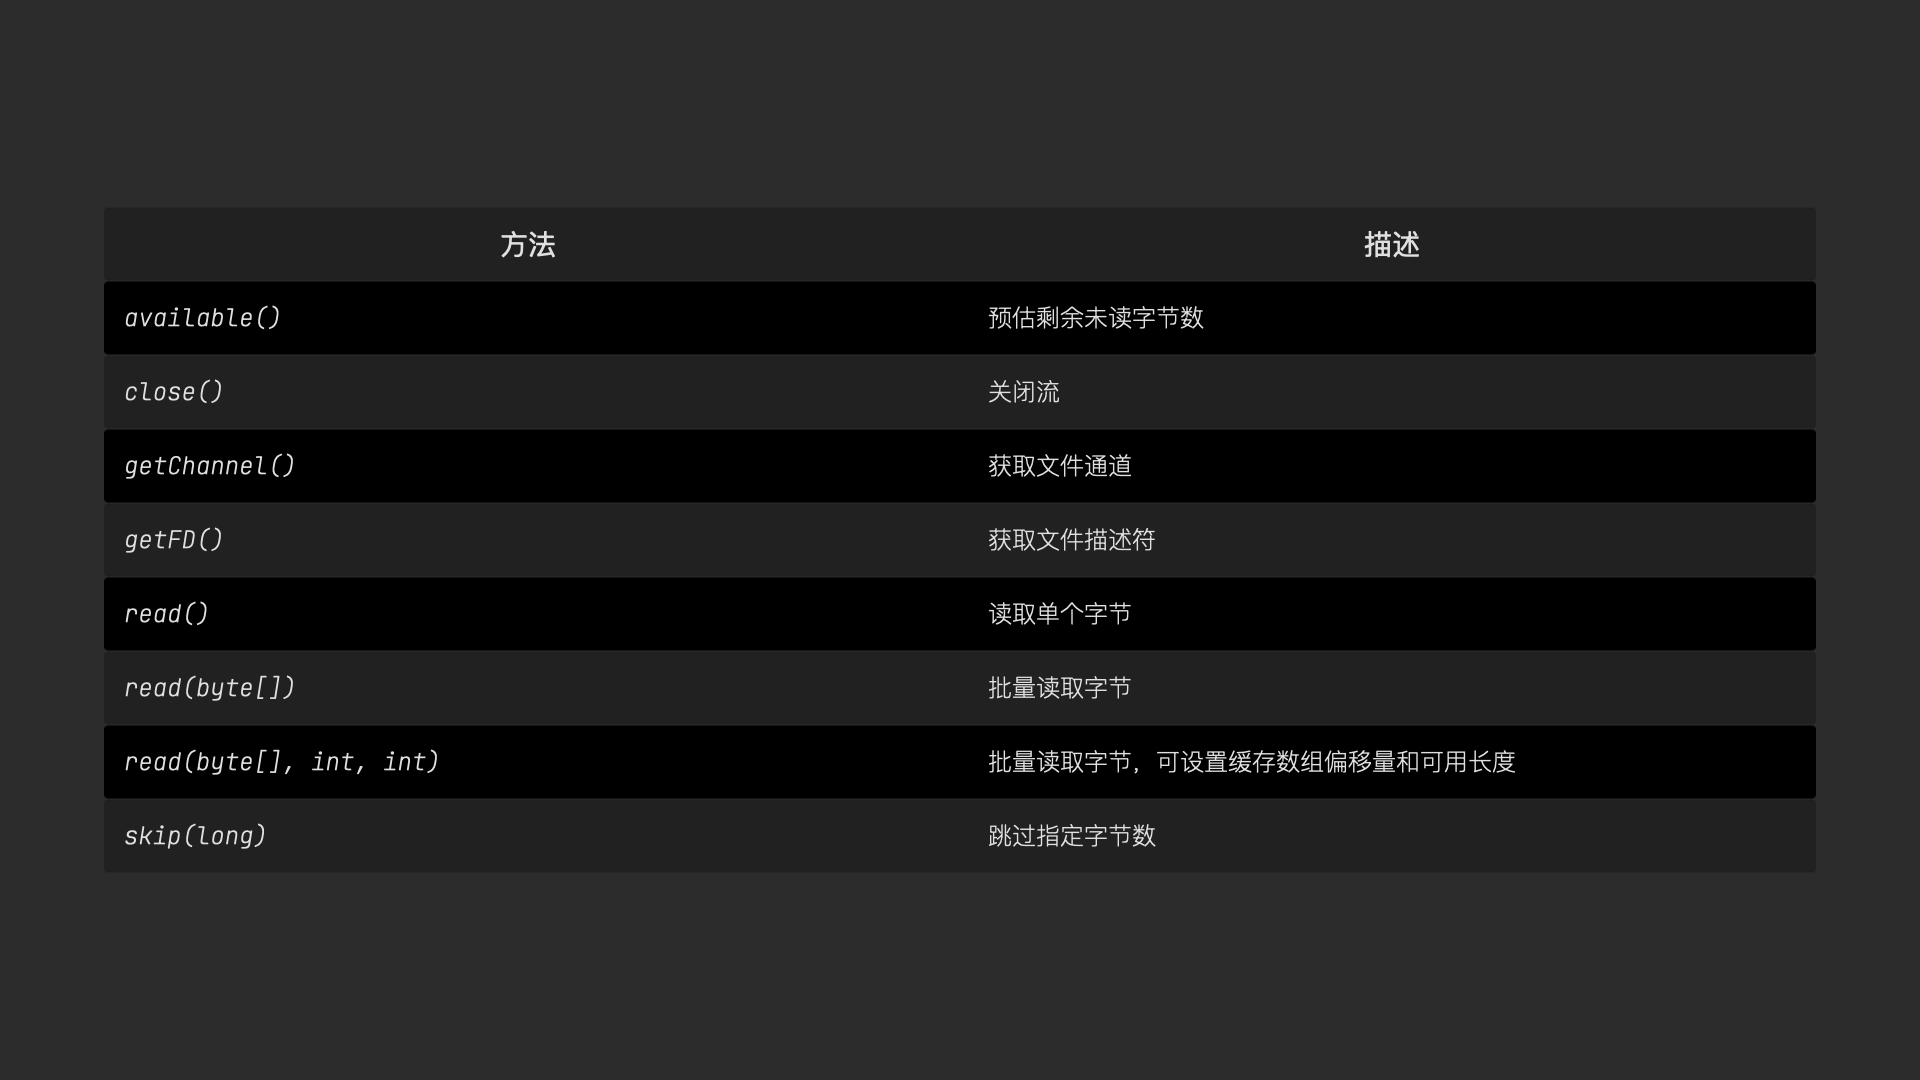 方法 描述
available() 预估剩余未读字节数
close() 关闭流
getChannel() 获取文件通道
getFD() 获取文件描述符
read() 读取单个字节
read(byte[]) 批量读取字节
read(byte[], int, int) 批量读取字节，可设置缓存数组偏移量和可用长度
skip(long) 跳过指定字节数